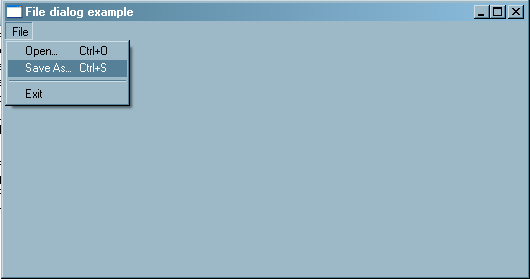 File dialog example
File
Open... Ctrl+O
Save As... Ctrl+S
Exit